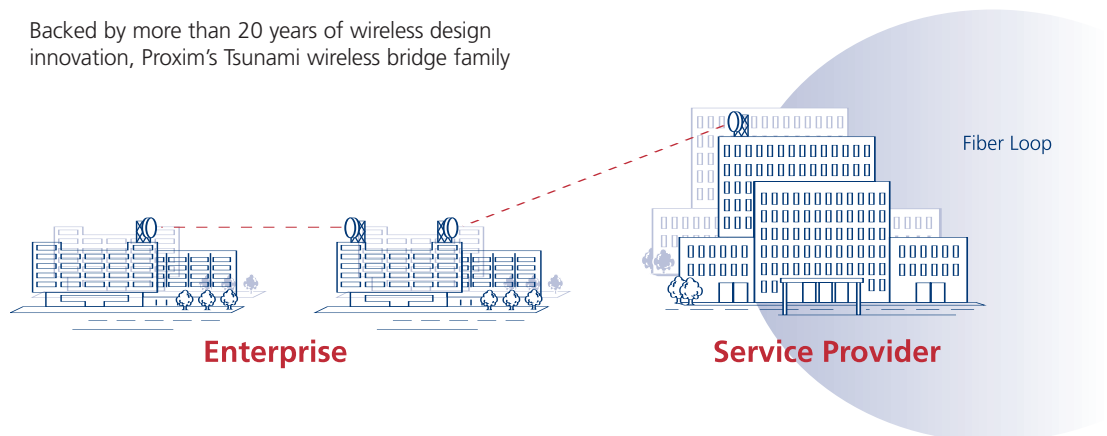 Backed by more than 20 years of wireless design
innovation, Proxim’s Tsunami wireless bridge family
Fiber Loop
Enterprise
Service Provider